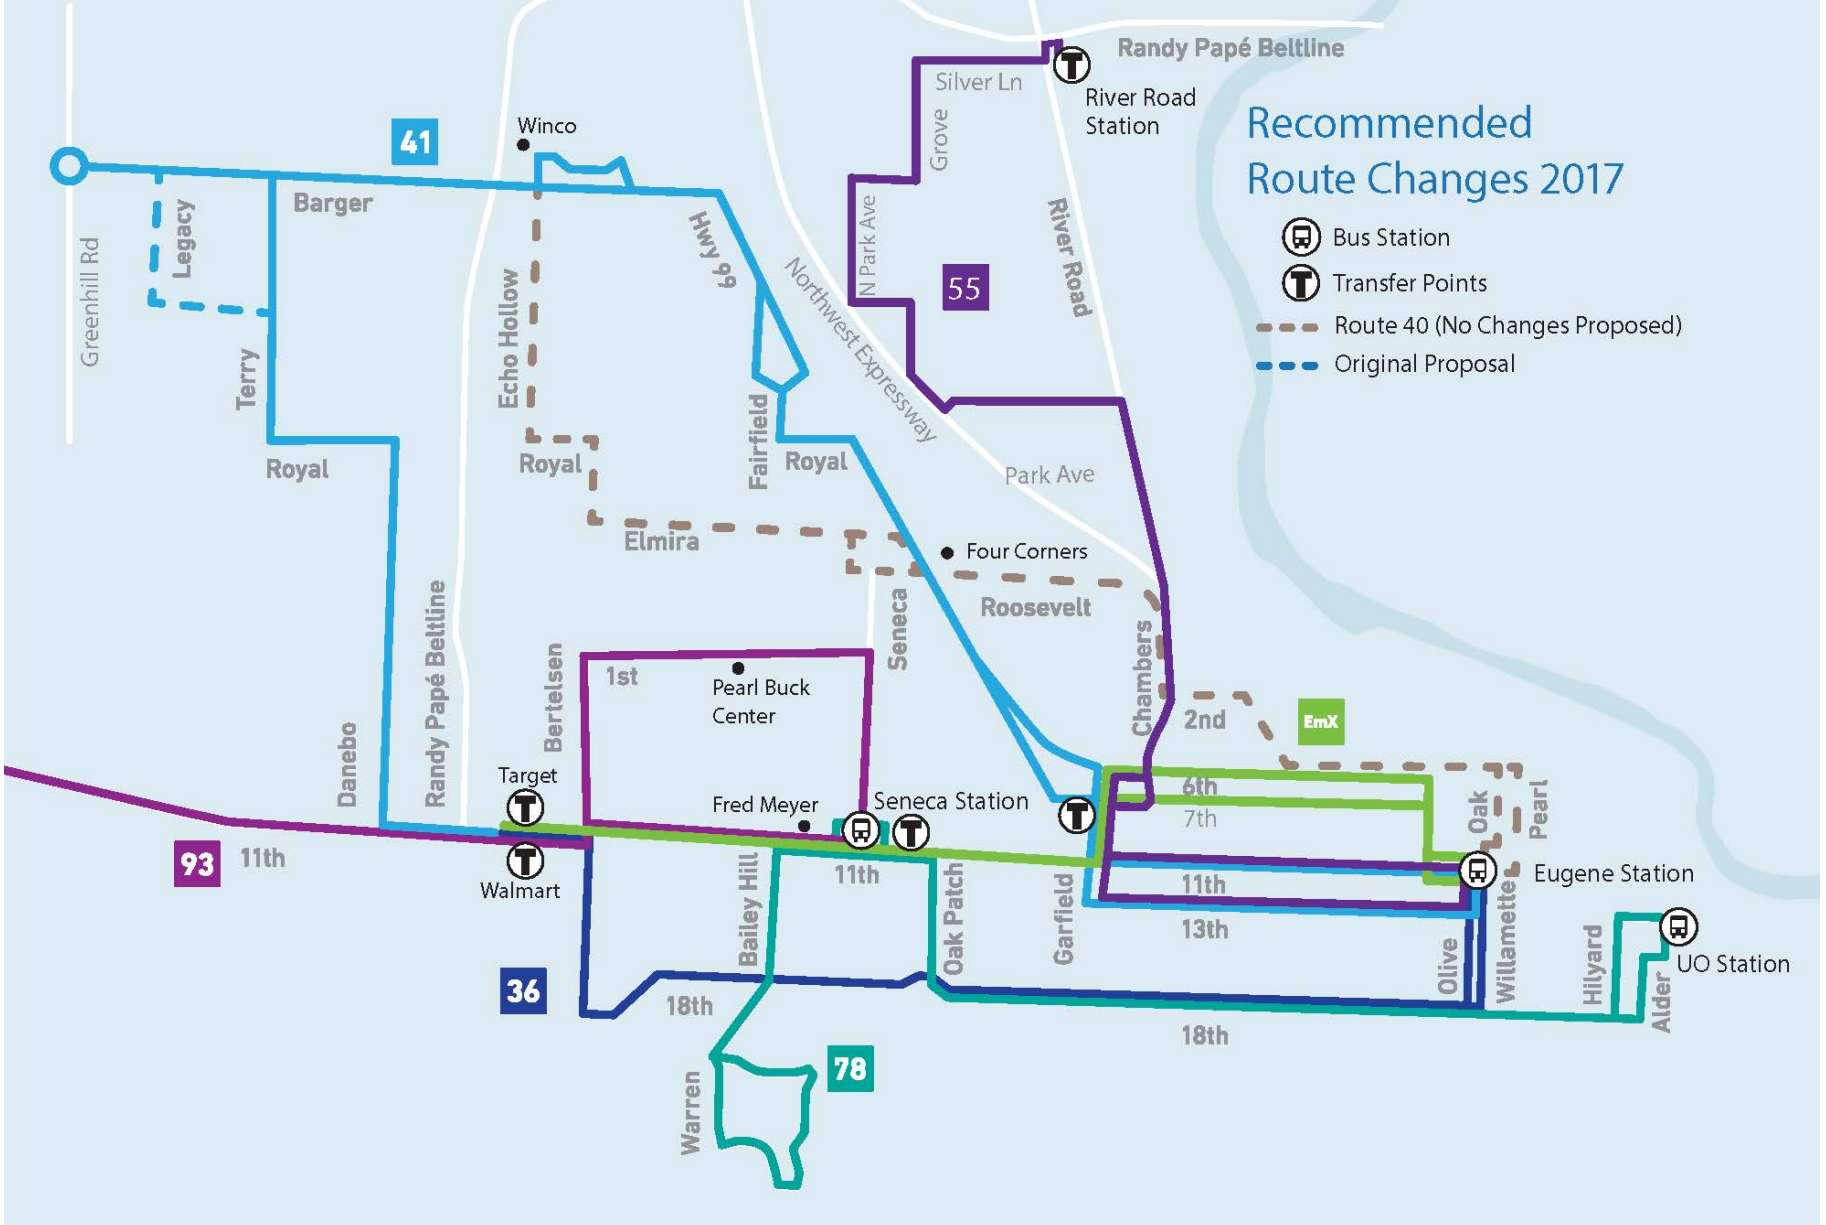 Randy Papé Beltline
Silver Ln
River Road
Station
Recommended
Route Changes 2017
Winco
41
Grove
Barger
Legacy
Hwy 99
N Park Ave
River Road
Bus Station
Transfer Points
Route 40 (No Changes Proposed)
Original Proposal
Greenhill Rd
55
Northwest Expressway
Echo Hollow
Terry
Royal
Royal
Fairfield
Royal
Park Ave
Elmira
Four Corners
Roosevelt
Seneca
Randy Papé Beltline
Bertelsen
1st
Pearl Buck
Center
Chambers
2nd
EmX
Danebo
Target
Fred Meyer
Seneca Station
6th
7th
Oak
Pearl
93
11th
Walmart
Bailey Hill
11th
Oak Patch
Garfield
11th
13th
Eugene Station
Olive
Willamette
Hilyard
Alder
UO Station
36
18th
18th
78
Warren